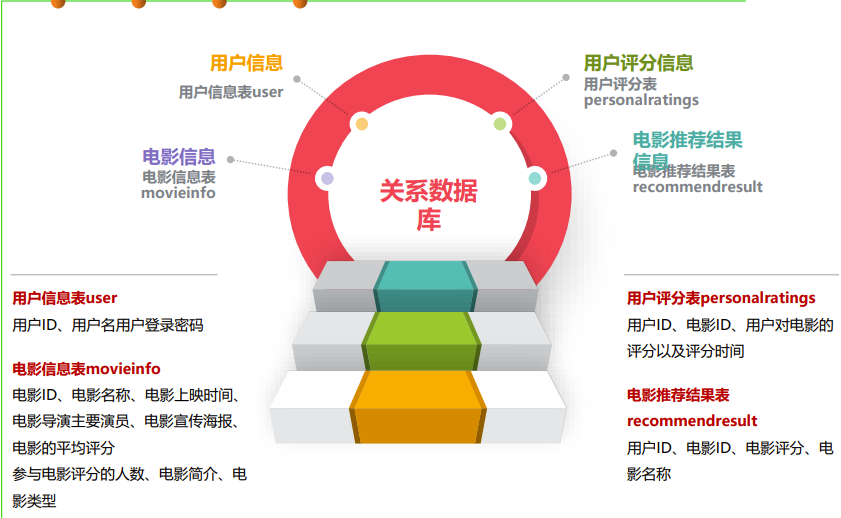 用户信息
用户信息表user
电影信息
电影信息表
movieinfo
用户评分信息
用户评分表
personalratings
电影推荐结果
信息
电影推荐结果表
recommendresult
关系数据
库
用户信息表user
用户ID、用户名用户登录密码
电影信息表movieinfo
电影ID、电影名称、电影上映时间、
电影导演主要演员、电影宣传海报、
电影的平均评分
参与电影评分的人数、电影简介、电
影类型
用户评分表personalratings
用户ID、电影ID、用户对电影的
评分以及评分时间
电影推荐结果表
recommendresult
用户ID、电影ID、电影评分、电
影名称